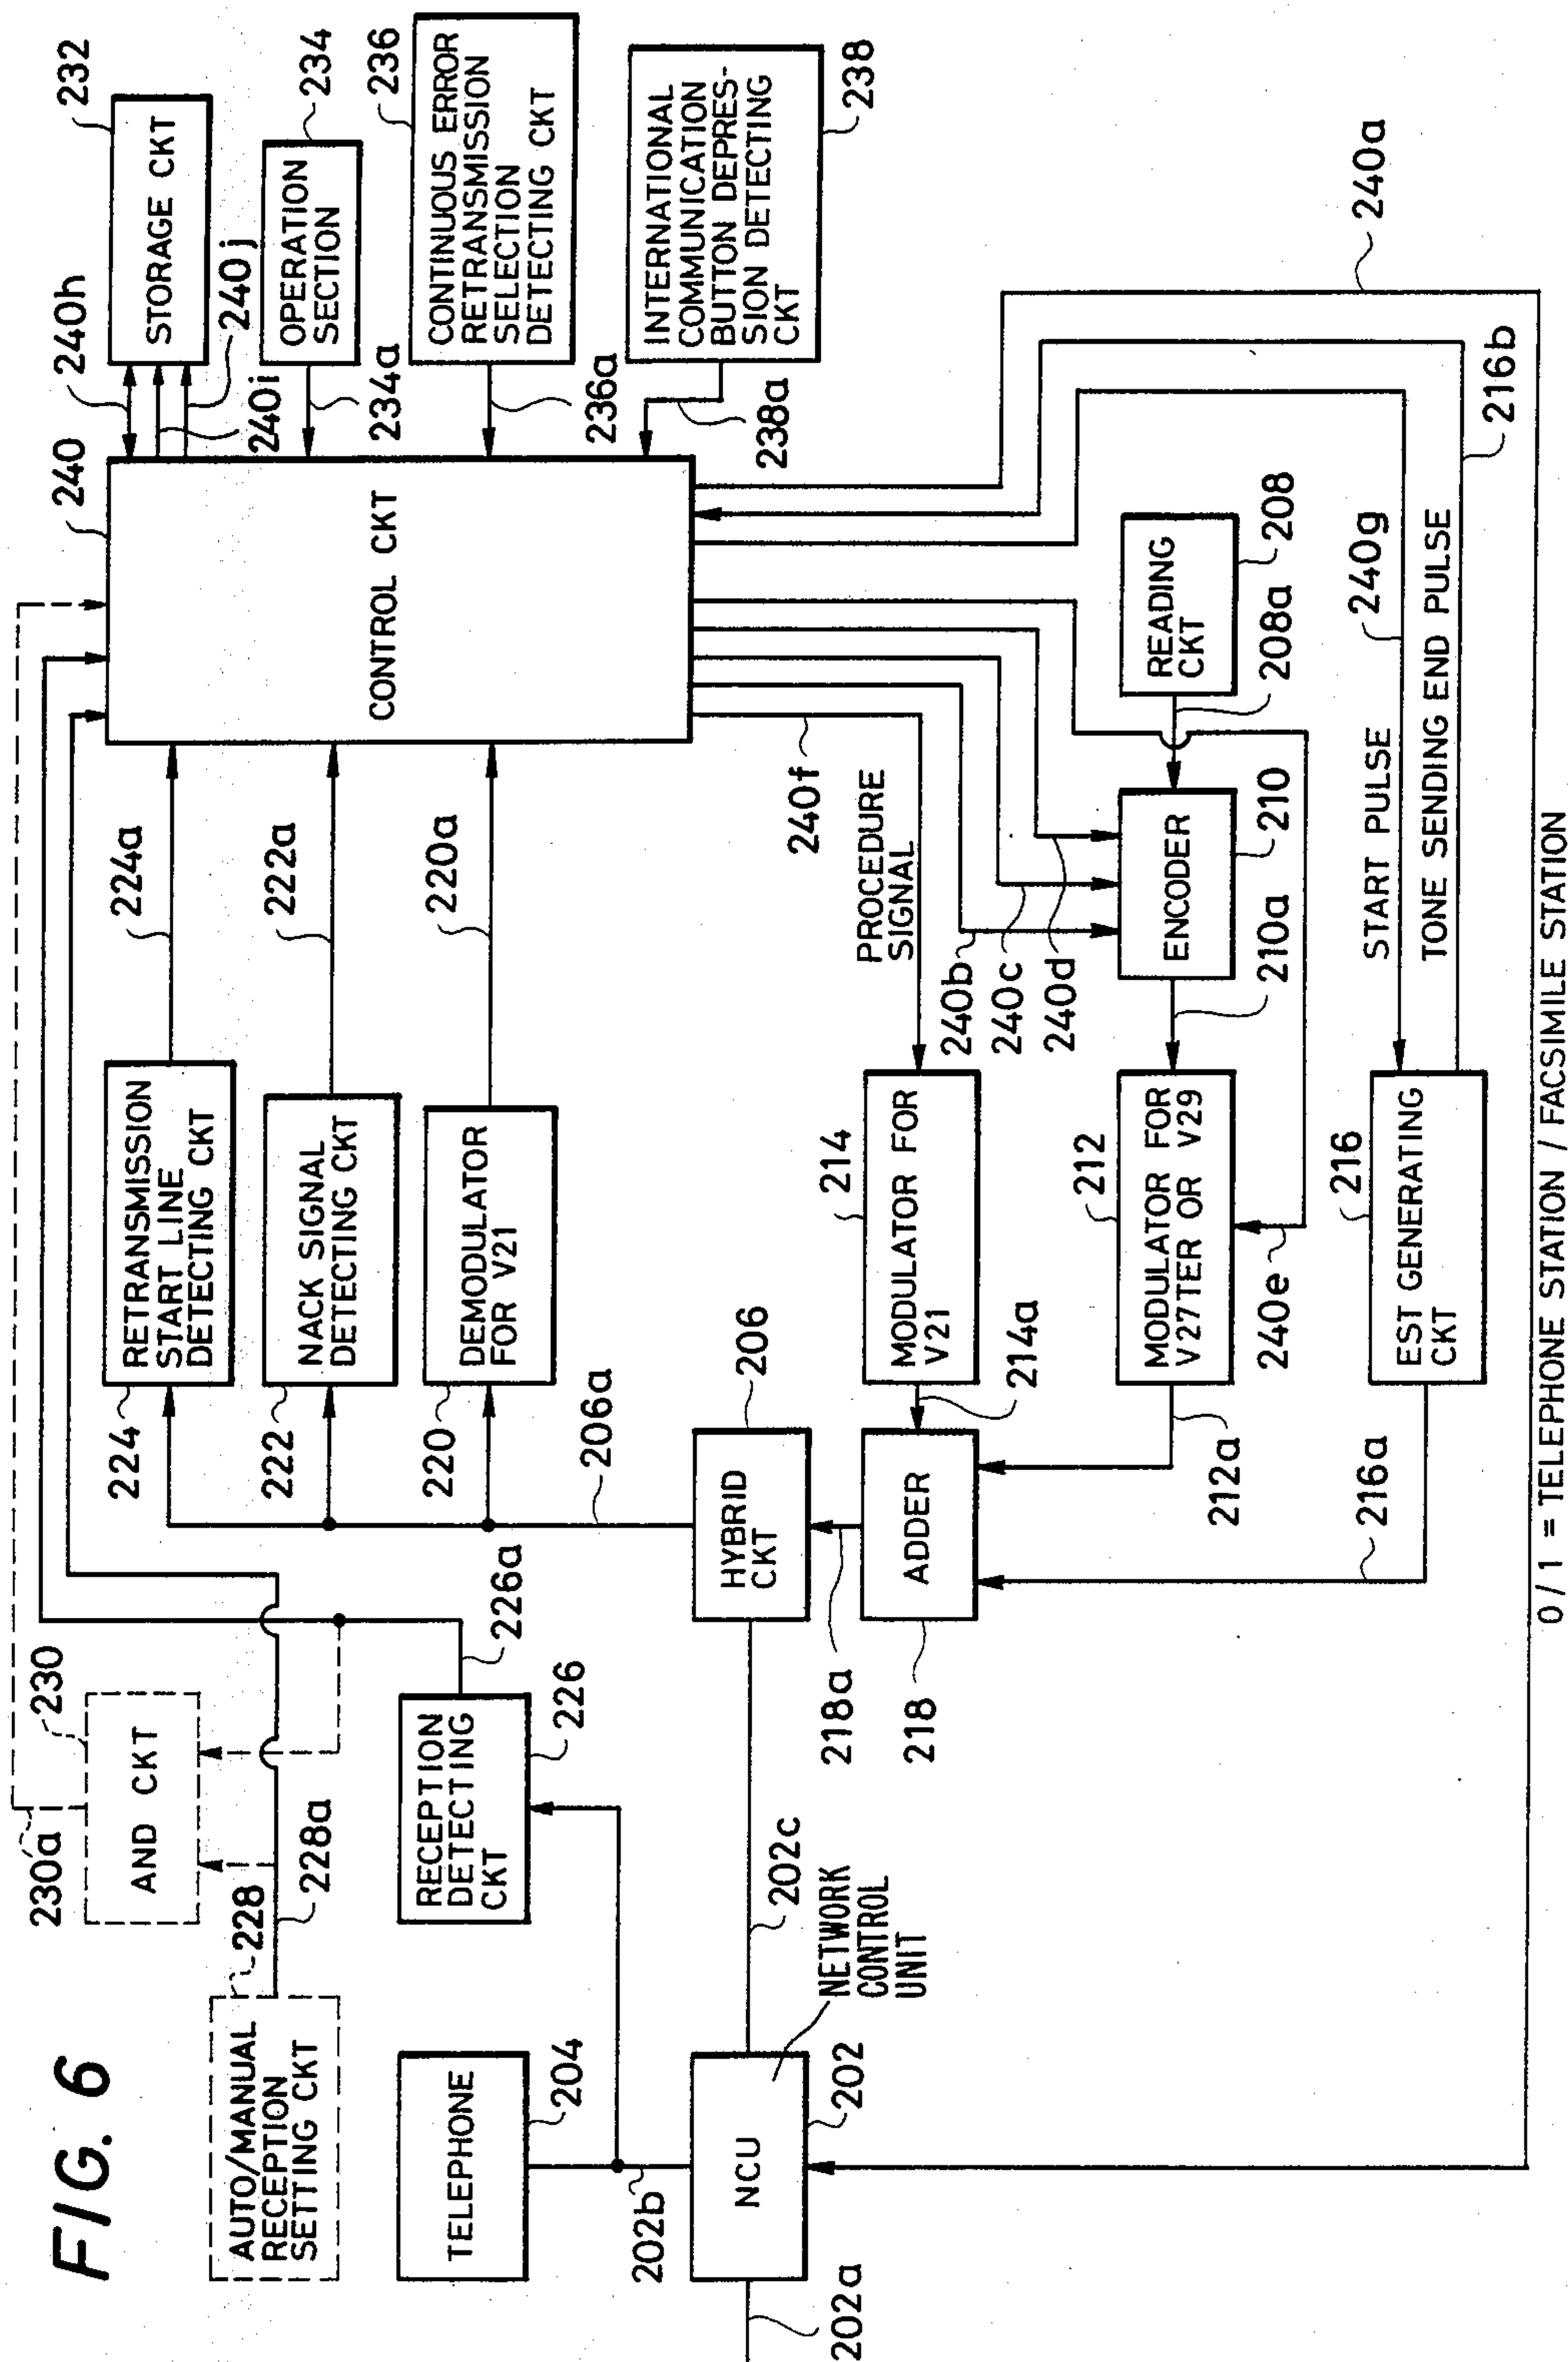 FIG. 6
230a
230
AND CKT
228
228a
AUTO/MANUAL
RECEPTION
SETTING CKT
TELEPHONE
204
202b
NCU
202
202a
NETWORK
CONTROL
UNIT
202c
RECEPTION
DETECTING
CKT
226
226a
HYBRID
CKT
206
206a
218a
ADDER
218
224
RETRANSMISSION
START LINE
DETECTING CKT
224a
222
NACK SIGNAL
DETECTING CKT
222a
220
DEMODULATOR
FOR V21
220a
214
MODULATOR FOR
V21
214a
212
MODULATOR FOR
V27TER OR V29
212a
240e
216
EST GENERATING
CKT
216a
PROCEDURE
SIGNAL
240f
240b
240c
240d
ENCODER
210
210a
READING
CKT
208
208a
START PULSE
240g
TONE SENDING END PULSE
216b
0/1 = TELEPHONE STATION / FACSIMILE STATION
240a
240
CONTROL CKT
240h
240i
240j
STORAGE CKT
232
OPERATION
SECTION
234
234a
CONTINUOUS ERROR
RETRANSMISSION
SELECTION
DETECTING CKT
236
236a
INTERNATIONAL
COMMUNICATION
BUTTON DEPRES-
SION DETECTING
CKT
238
238a